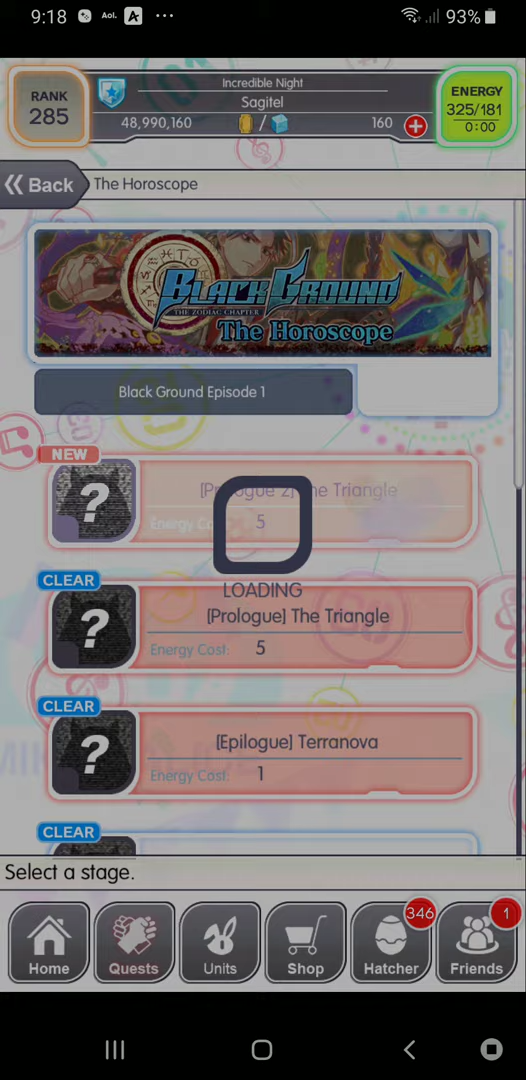 9:18 Aol. A ... 93%
RANK
285
Incredible Night
Sagitel
48,990,160 / 160
ENERGY
325/181
0:00
Back The Horoscope
BLACK GROUND
THE ZODIAC CHAPTER
The Horoscope
Black Ground Episode 1
NEW
[Prologue 2] The Triangle
Energy Co 5
LOADING
CLEAR
?
[Prologue] The Triangle
Energy Cost: 5
CLEAR
?
[Epilogue] Terranova
Energy Cost: 1
CLEAR
Select a stage.
346 1
Home Quests Units Shop Hatcher Friends